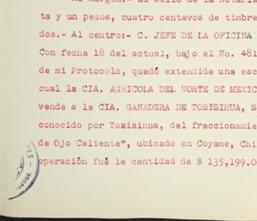 ta y un pesos, cuatro centavos de timbre
dos.- Al centro:- C. JEFE DE LA OFICINA
Con fecha 18 del actual, bajo el No. 481
de mi Protocolo, quedó extendida una esc
cual la CIA. AGRICOLA DEL NORTE DE MEXIC
vende a la CIA. GANADERA DE TOSISIHUA, S
conocido por Tosisihua, del fraccionamie
de Ojo Caliente", ubicado en Coyame, Chi
operación fué la cantidad de $ 135,199.0